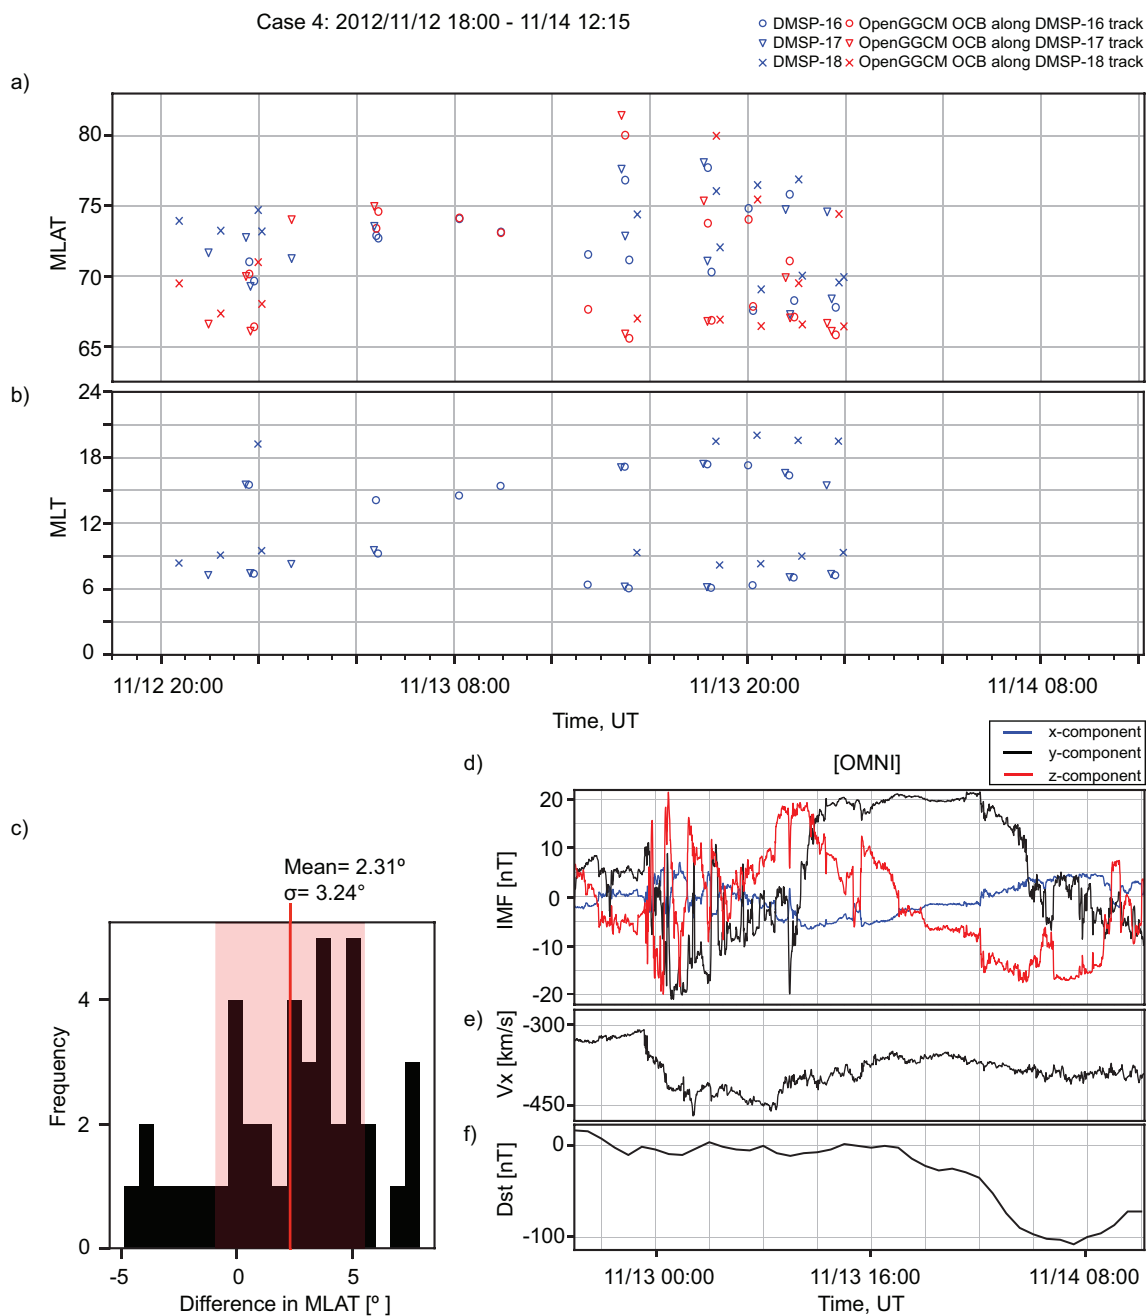 Case 4: 2012/11/12 18:00 - 11/14 12:15
DMSP-16 OpenGGCM OCB along DMSP-16 track
DMSP-17 OpenGGCM OCB along DMSP-17 track
DMSP-18 OpenGGCM OCB along DMSP-18 track
a)
MLAT
80
75
70
65
b)
MLT
24
18
12
6
0
11/12 20:00 11/13 08:00 11/13 20:00 11/14 08:00
Time, UT
c)
Mean= 2.31º
σ= 3.24°
Frequency
4
2
0
-5 0 5
Difference in MLAT [º ]
d)
[OMNI]
x-component
y-component
z-component
IMF [nT]
20
10
0
-10
-20
e)
Vx [km/s]
-300
-450
f)
Dst [nT]
0
-100
11/13 00:00 11/13 16:00 11/14 08:00
Time, UT